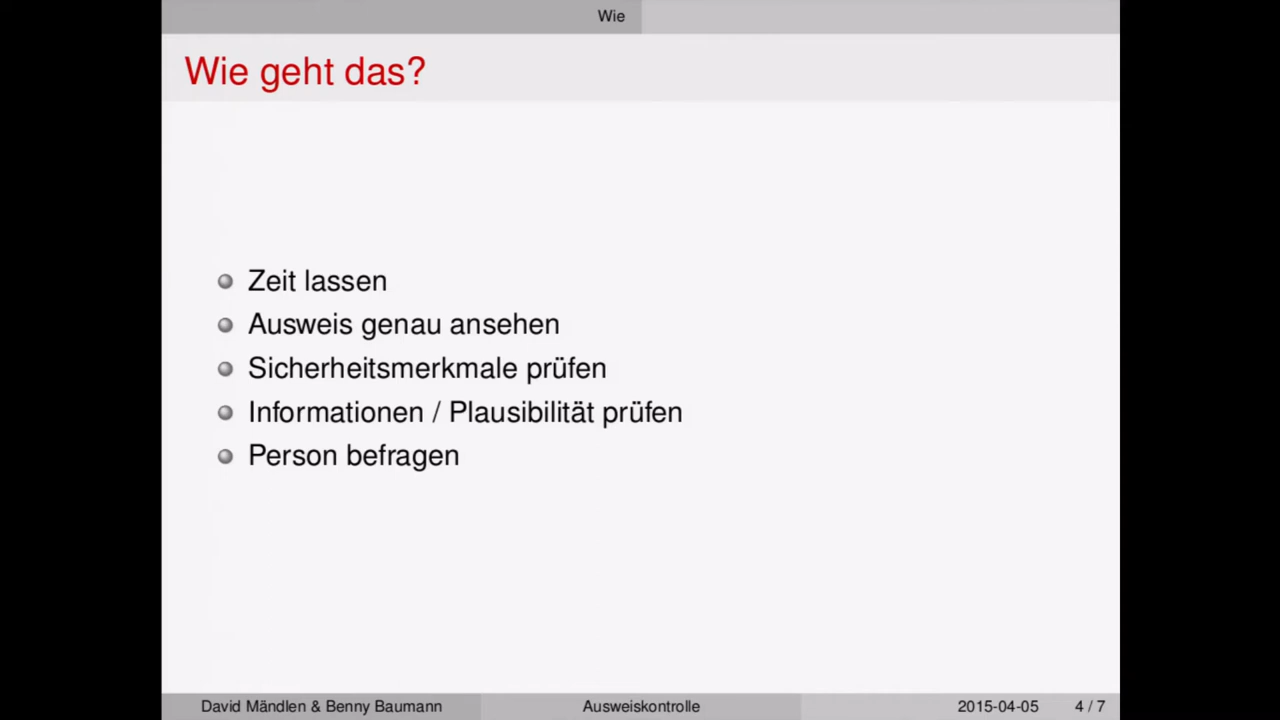 Wie
Wie geht das?
Zeit lassen
Ausweis genau ansehen
Sicherheitsmerkmale prüfen
Informationen / Plausibilität prüfen
Person befragen
David Mändlen & Benny Baumann Ausweiskontrolle 2015-04-05 4 / 7